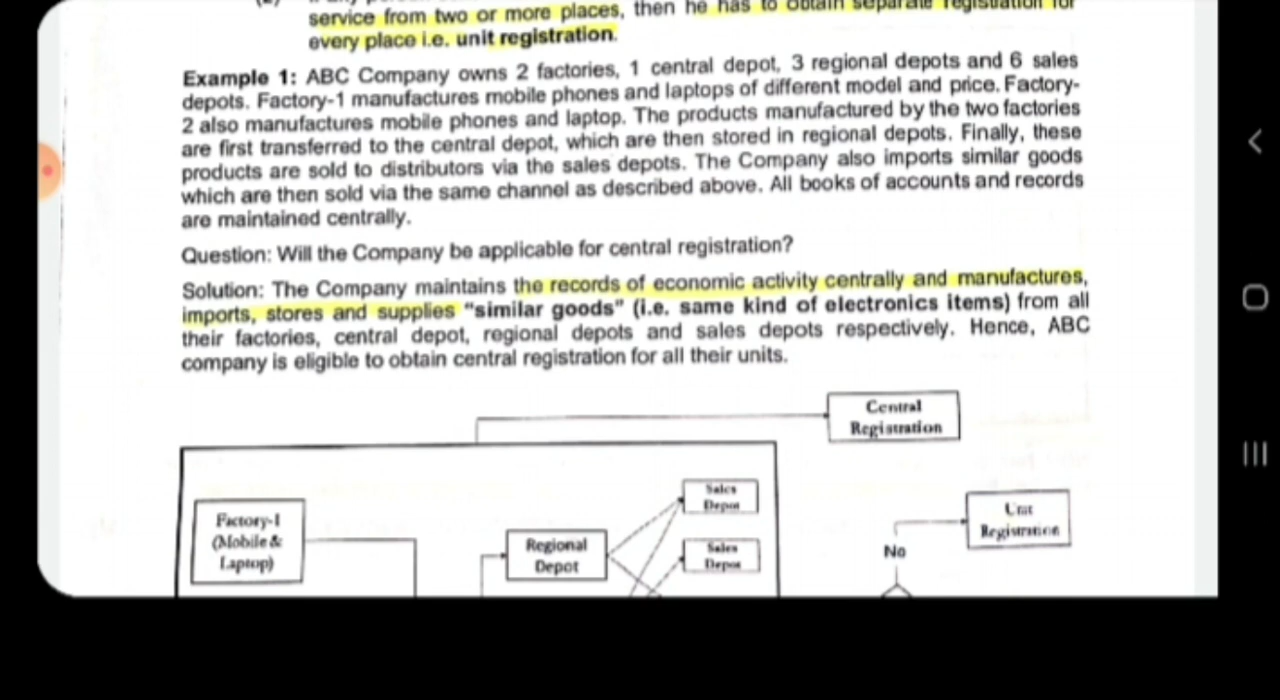 service from two or more places, then he has to obtain separate registration for
every place i.e. unit registration.
Example 1: ABC Company owns 2 factories, 1 central depot, 3 regional depots and 6 sales
depots. Factory-1 manufactures mobile phones and laptops of different model and price. Factory-
2 also manufactures mobile phones and laptop. The products manufactured by the two factories
are first transferred to the central depot, which are then stored in regional depots. Finally, these
products are sold to distributors via the sales depots. The Company also imports similar goods
which are then sold via the same channel as described above. All books of accounts and records
are maintained centrally.
Question: Will the Company be applicable for central registration?
Solution: The Company maintains the records of economic activity centrally and manufactures,
imports, stores and supplies "similar goods" (i.e. same kind of electronics items) from all
their factories, central depot, regional depots and sales depots respectively. Hence, ABC
company is eligible to obtain central registration for all their units.
Central
Registration
Sales
Depot
Factory-1
(Mobile &
Laptop)
Regional
Depot
Sales
Depot
Unit
Registration
No